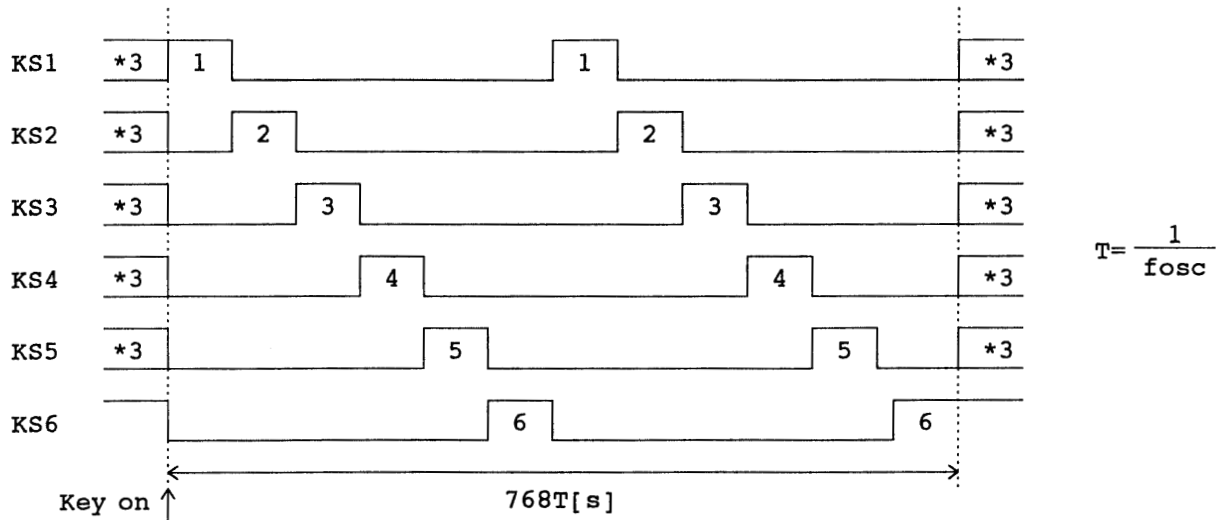 KS1 *3 1 1 *3
KS2 *3 2 2 *3
KS3 *3 3 3 *3
KS4 *3 4 4 *3
KS5 *3 5 5 *3
KS6 6 6
T= 1
fosc
768T[s]
Key on